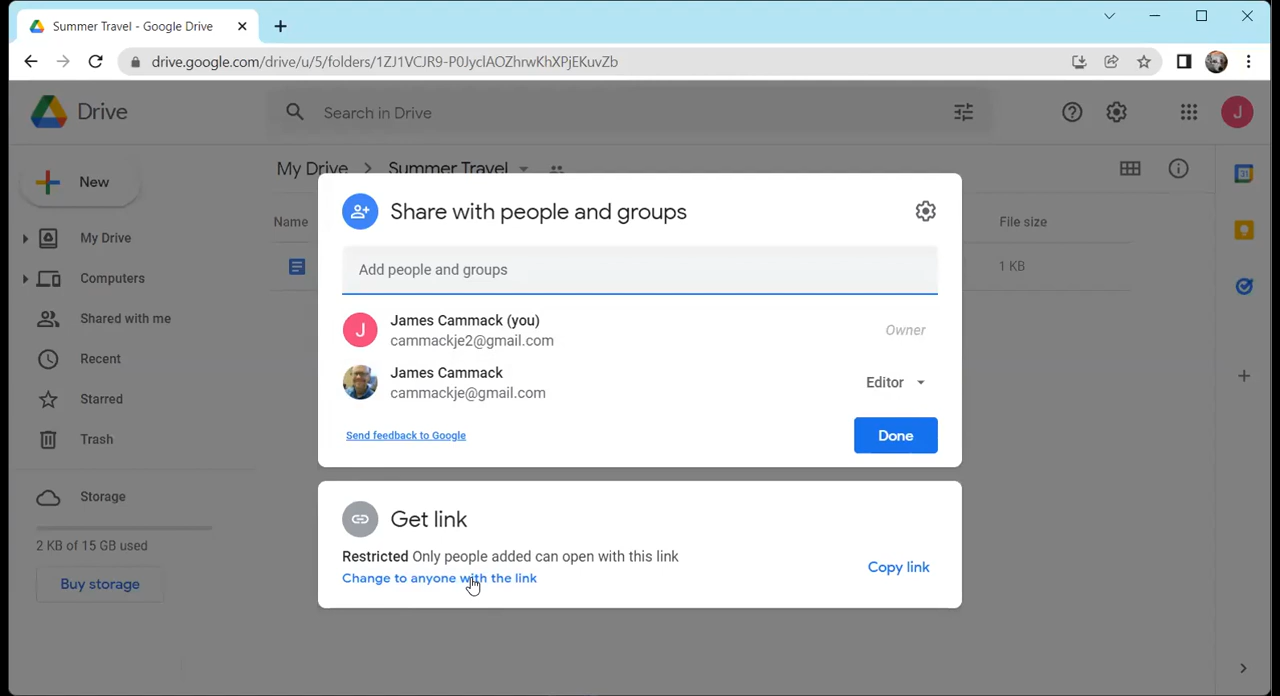 Summer Travel - Google Drive
drive.google.com/drive/u/5/folders/1ZJ1VCJR9-P0JyclAOZhrwKhXPjEKuvZb
Drive
Search in Drive
J
New
My Drive
Summer Travel
Name
File size
1 KB
My Drive
Computers
Shared with me
Recent
Starred
Trash
Storage
2 KB of 15 GB used
Buy storage
31
Share with people and groups
Add people and groups
J
James Cammack (you)
cammackje2@gmail.com
Owner
James Cammack
cammackje@gmail.com
Editor
Send feedback to Google
Done
Get link
Restricted Only people added can open with this link
Change to anyone with the link
Copy link